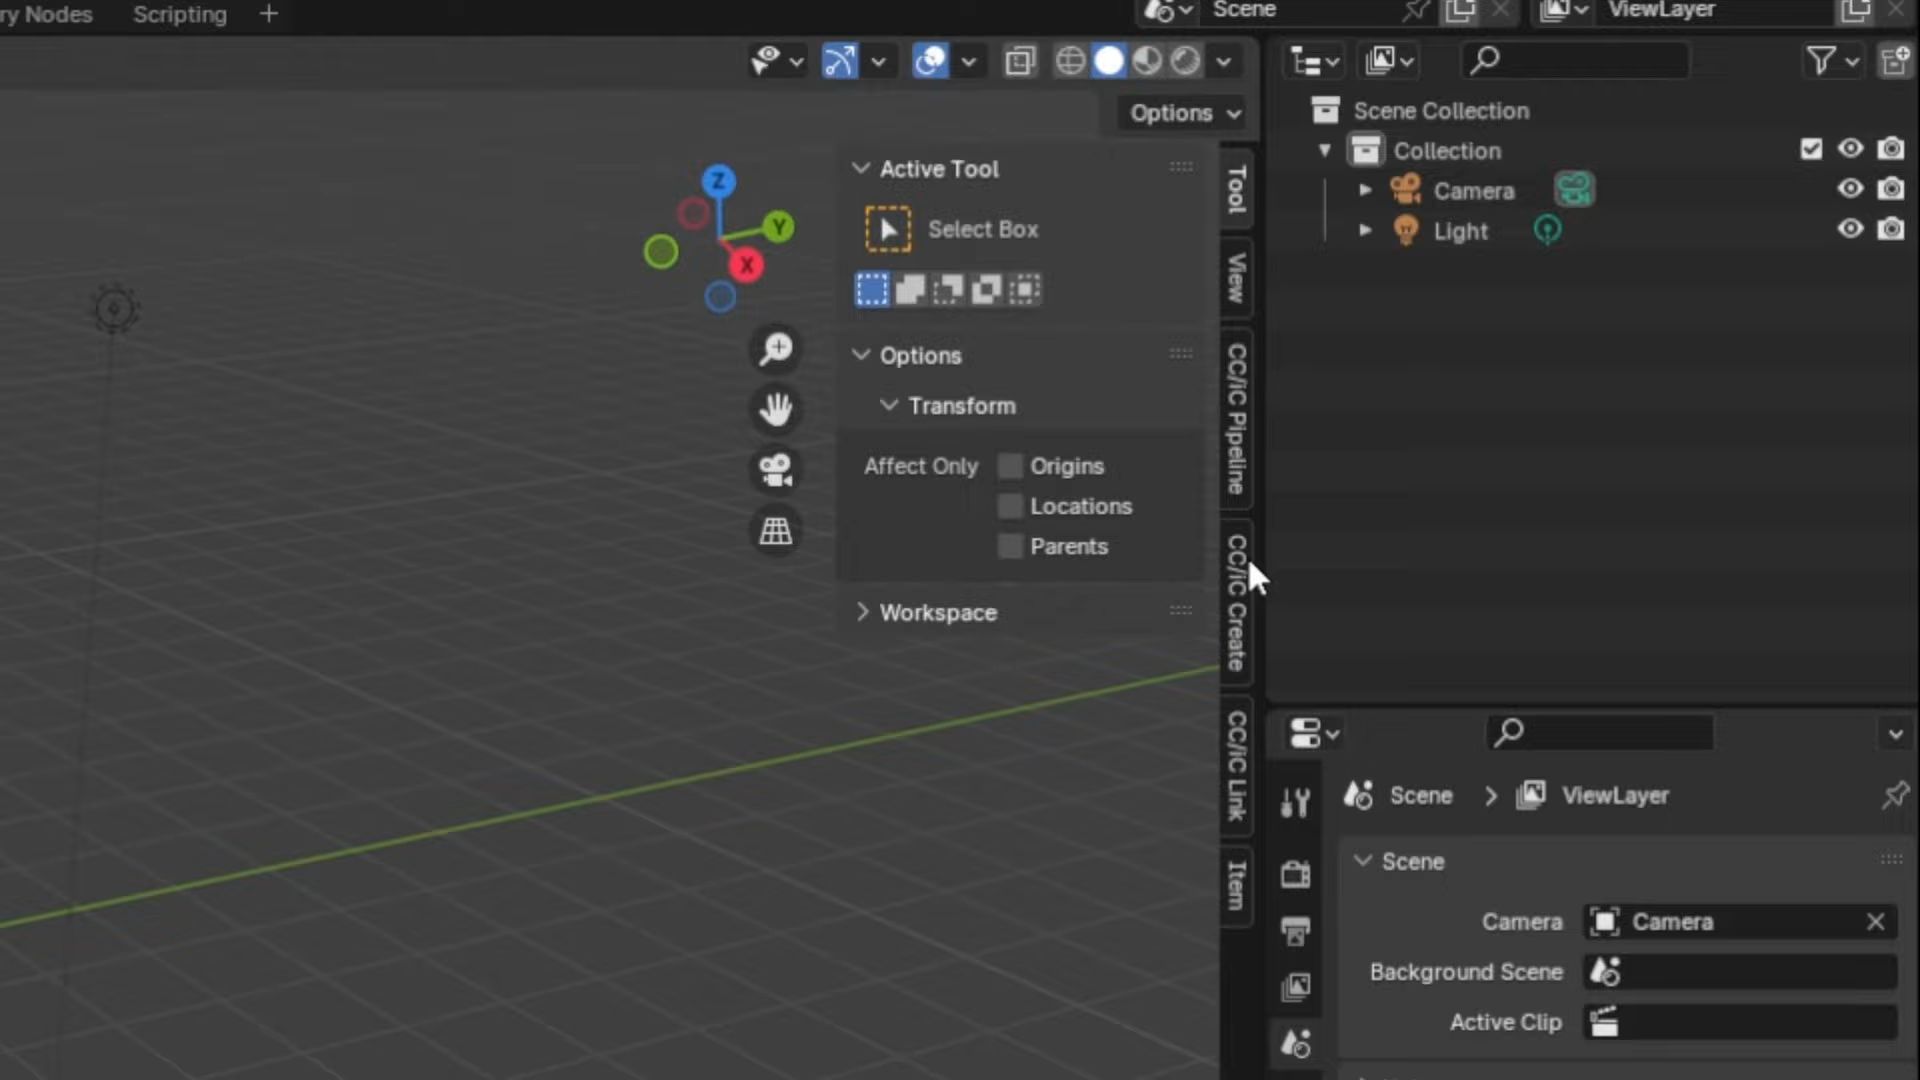 ry Nodes Scripting +
Scene
ViewLayer
Options
Active Tool
Select Box
Options
Transform
Affect Only Origins
Locations
Parents
Workspace
Z
Y
X
Tool
View
CC/iC Pipeline
CC/iC Create
CC/iC Link
Item
Scene Collection
Collection
Camera
Light
Scene > ViewLayer
Scene
Camera Camera
Background Scene
Active Clip